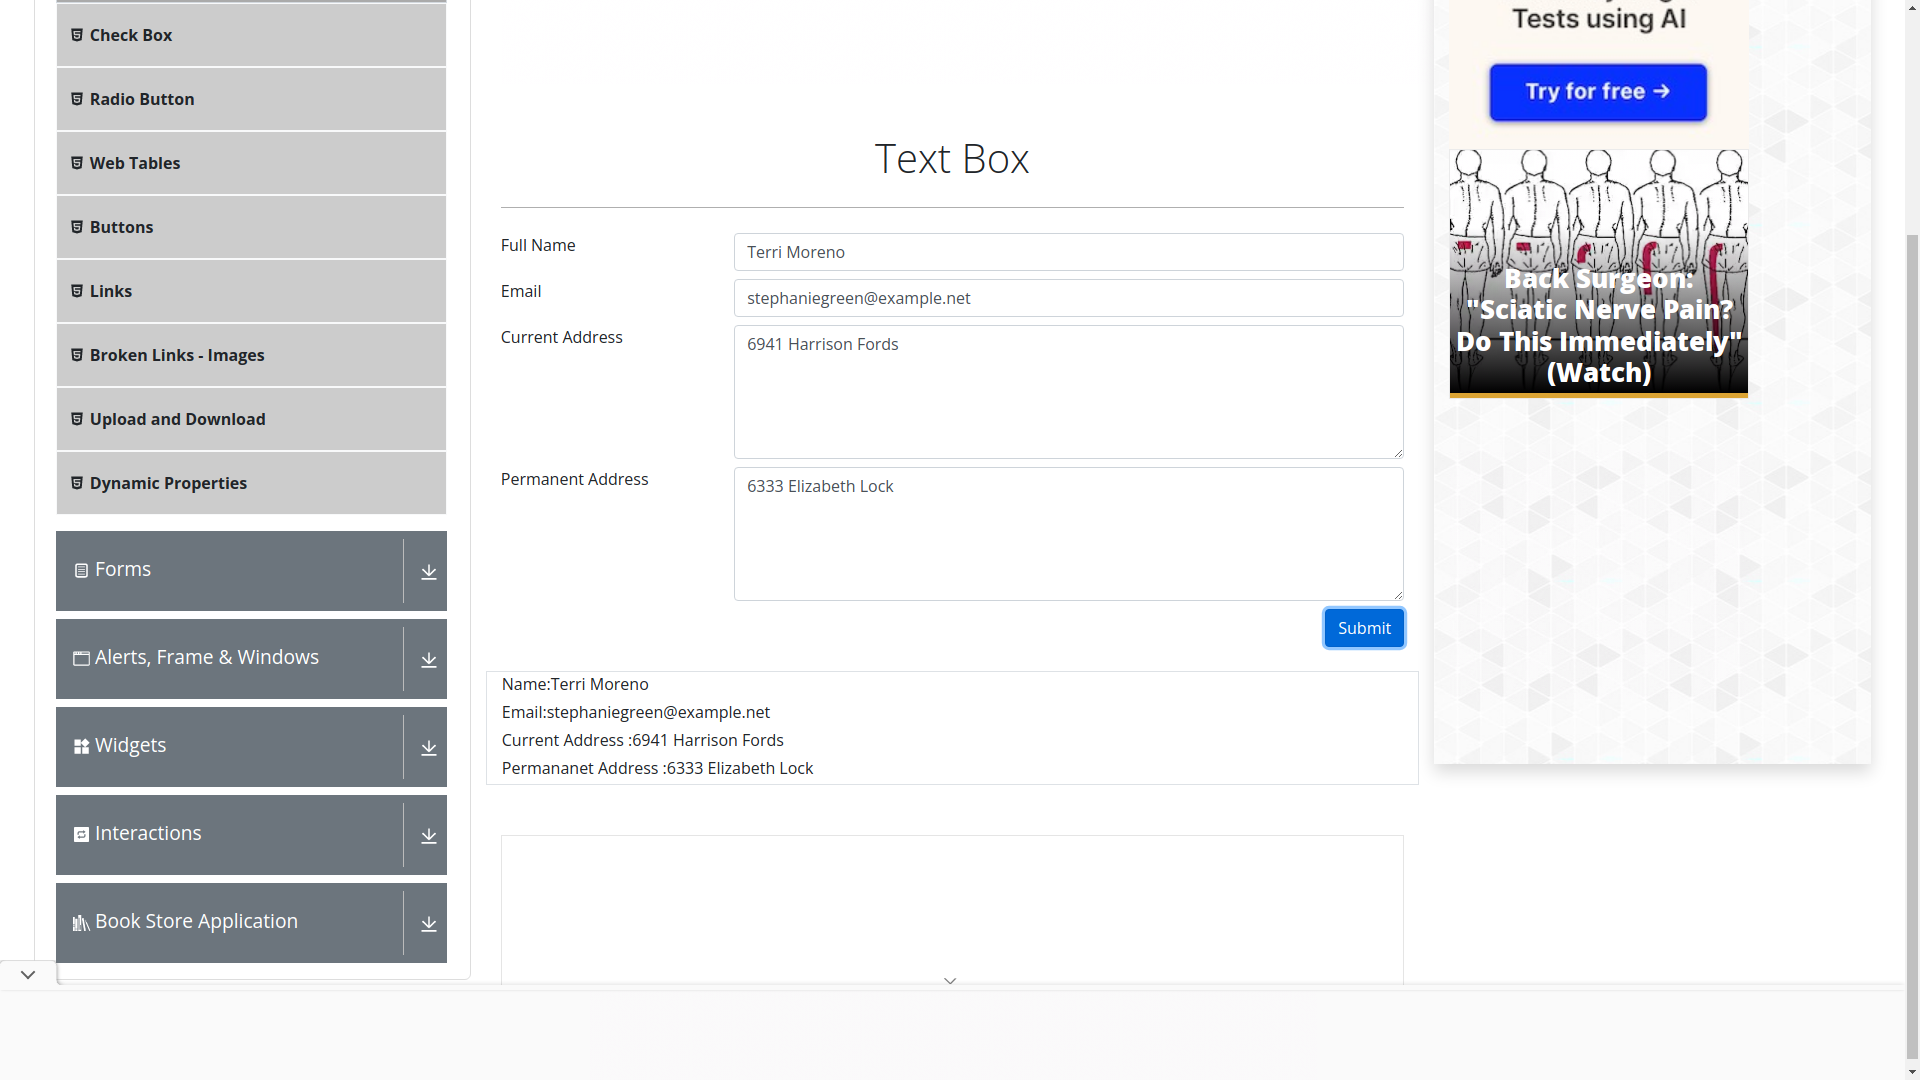 Check Box
Radio Button
Web Tables
Buttons
Links
Broken Links - Images
Upload and Download
Dynamic Properties
Forms
Alerts, Frame & Windows
Widgets
Interactions
Book Store Application
Text Box
Full Name
Terri Moreno
Email
stephaniegreen@example.net
Current Address
6941 Harrison Fords
Permanent Address
6333 Elizabeth Lock
Submit
Name:Terri Moreno
Email:stephaniegreen@example.net
Current Address :6941 Harrison Fords
Permananet Address :6333 Elizabeth Lock
Tests using AI
Try for free →
Back Surgeon:
"Sciatic Nerve Pain?
Do This Immediately"
(Watch)